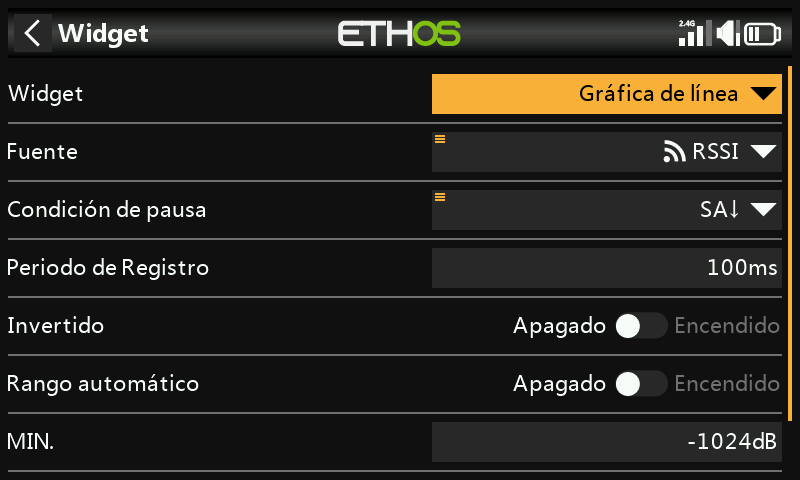 Widget
ETHOS
2.4G
Widget
Gráfica de línea
Fuente
RSSI
Condición de pausa
SA↓
Periodo de Registro
100ms
Invertido
Apagado Encendido
Rango automático
Apagado Encendido
MIN.
-1024dB